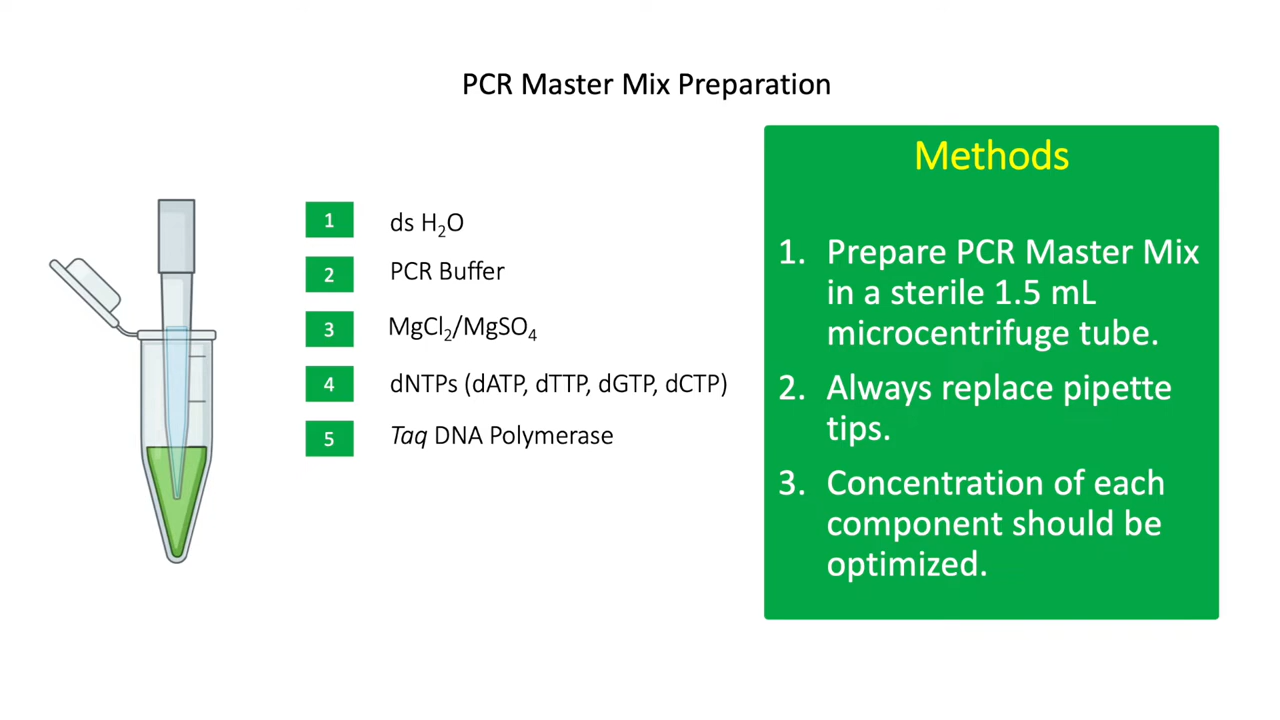 PCR Master Mix Preparation
1 ds H₂O
2 PCR Buffer
3 MgCl₂/MgSO₄
4 dNTPs (dATP, dTTP, dGTP, dCTP)
5 Taq DNA Polymerase
Methods
1. Prepare PCR Master Mix
in a sterile 1.5 mL
microcentrifuge tube.
2. Always replace pipette
tips.
3. Concentration of each
component should be
optimized.